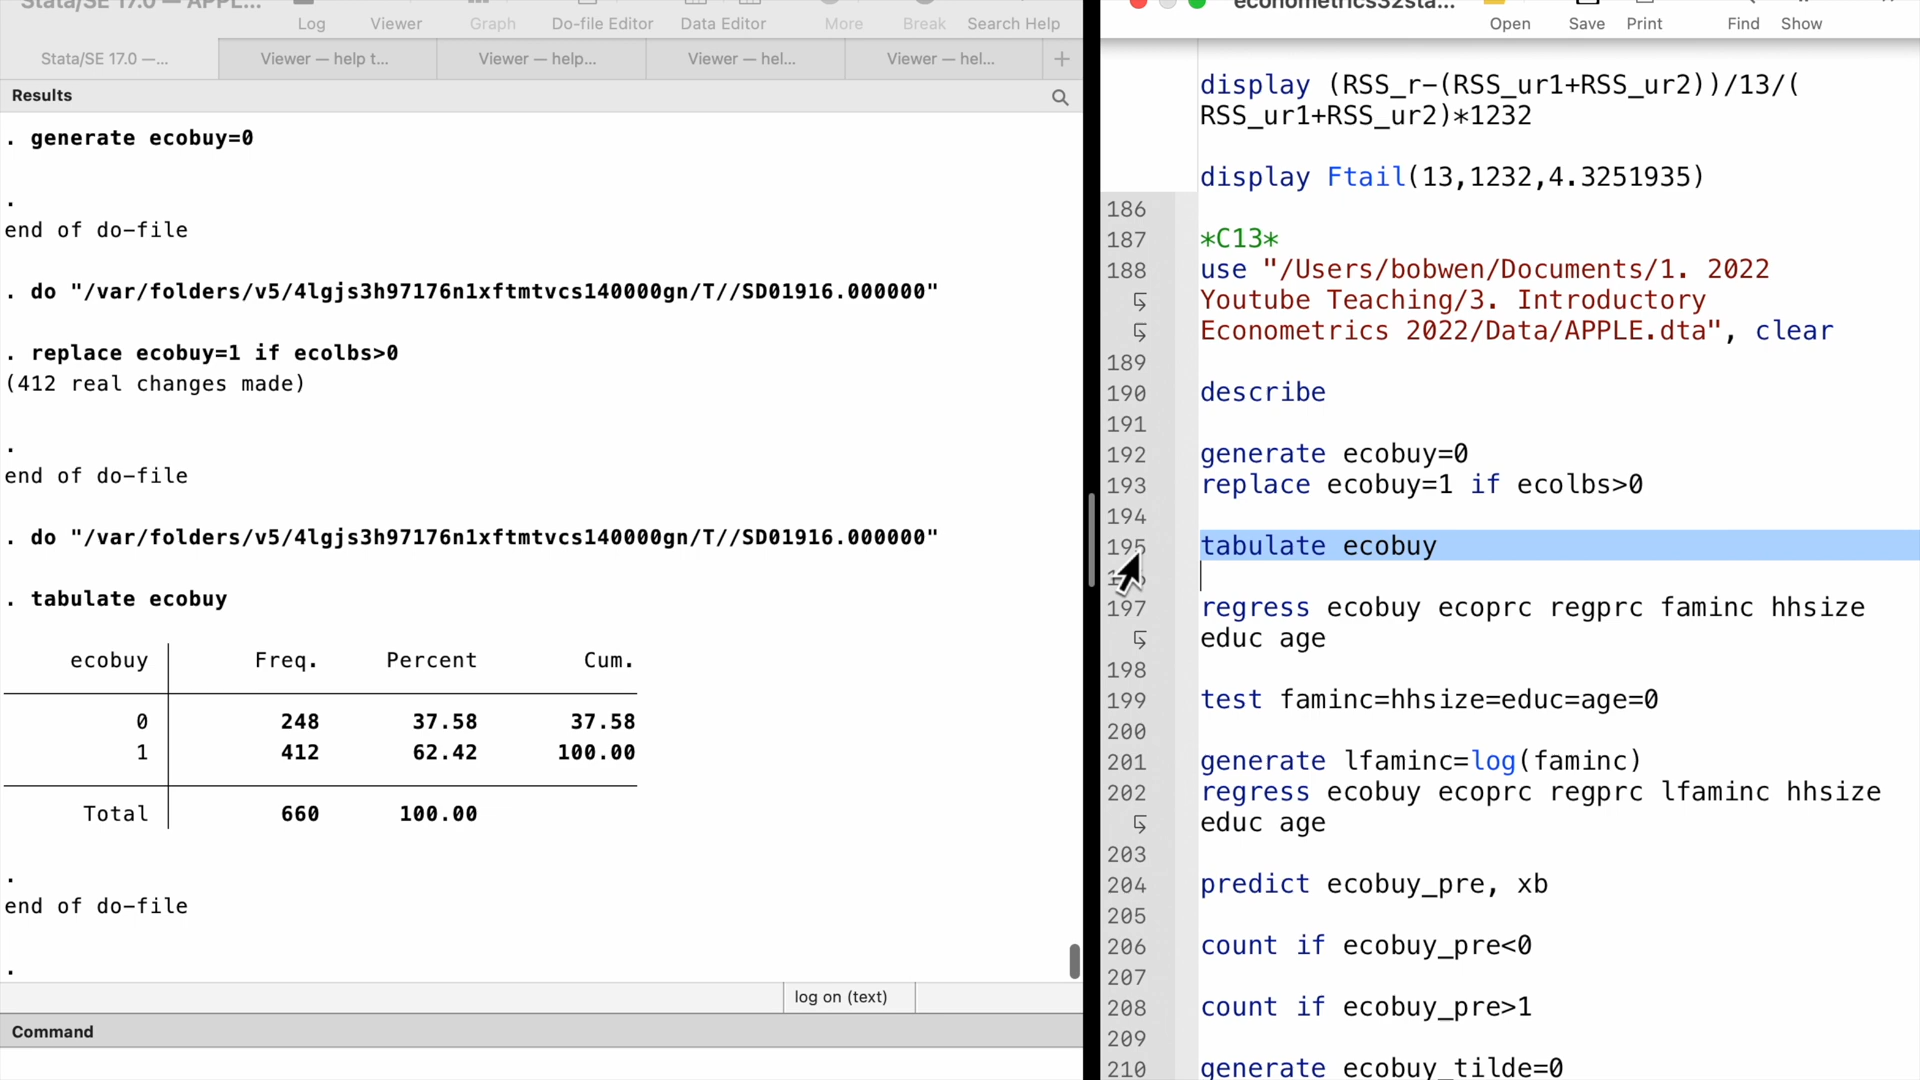 Stata/SE 17.0 — APPL...
Log
Viewer
Graph
Do-file Editor
Data Editor
More
Break
Search Help
Stata/SE 17.0 —...
Viewer — help t...
Viewer — help...
Viewer — hel...
Viewer — hel...
+
Results
. generate ecobuy=0
.
end of do-file
. do "/var/folders/v5/4lgjs3h97176n1xftmtvcs140000gn/T//SD01916.000000"
. replace ecobuy=1 if ecolbs>0
(412 real changes made)
.
end of do-file
. do "/var/folders/v5/4lgjs3h97176n1xftmtvcs140000gn/T//SD01916.000000"
. tabulate ecobuy
ecobuy Freq. Percent Cum.
0 248 37.58 37.58
1 412 62.42 100.00
Total 660 100.00
.
end of do-file
.
log on (text)
Command
econometrics32sta...
Open
Save
Print
Find
Show
display (RSS_r-(RSS_ur1+RSS_ur2))/13/(
RSS_ur1+RSS_ur2)*1232
display Ftail(13,1232,4.3251935)
186
187 *C13*
188 use "/Users/bobwen/Documents/1. 2022
Youtube Teaching/3. Introductory
Econometrics 2022/Data/APPLE.dta", clear
189
190 describe
191
192 generate ecobuy=0
193 replace ecobuy=1 if ecolbs>0
194
195 tabulate ecobuy
197 regress ecobuy ecoprc regprc faminc hhsize
educ age
198
199 test faminc=hhsize=educ=age=0
200
201 generate lfaminc=log(faminc)
202 regress ecobuy ecoprc regprc lfaminc hhsize
educ age
203
204 predict ecobuy_pre, xb
205
206 count if ecobuy_pre<0
207
208 count if ecobuy_pre>1
209
210 generate ecobuy_tilde=0